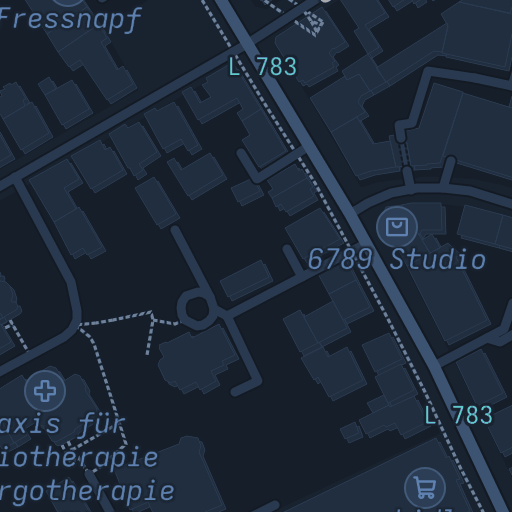 Fressnapf
L 783
6789 Studio
L 783
axis für
iotherapie
rgotherapie